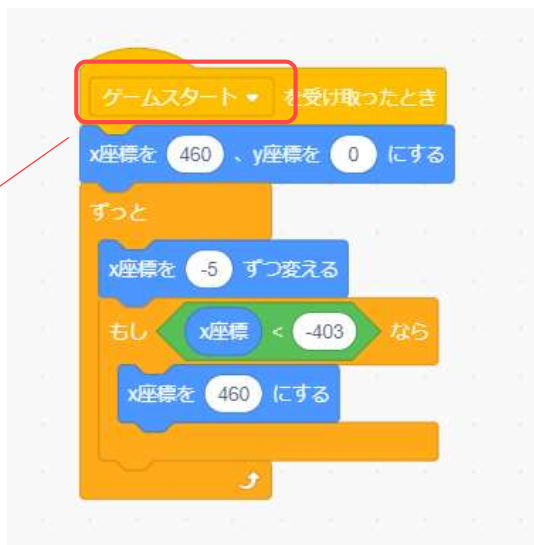 ゲームスタート を受け取ったとき
x座標を 460 、y座標を 0 にする
ずっと
x座標を -5 ずつ変える
もし x座標 < -403 なら
x座標を 460 にする